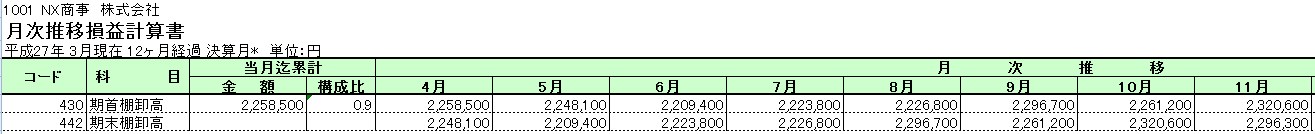 1001 NX商事 株式会社
月次推移損益計算書
平成27年 3月現在 12ヶ月経過 決算月* 単位:円
コード 科 目 当月迄累計 月 次 推 移
金 額 構成比 4月 5月 6月 7月 8月 9月 10月 11月
430 期首棚卸高 2,258,500 0.9 2,258,500 2,248,100 2,209,400 2,223,800 2,226,800 2,296,700 2,261,200 2,320,600
442 期末棚卸高 2,248,100 2,209,400 2,223,800 2,226,800 2,296,700 2,261,200 2,320,600 2,296,300